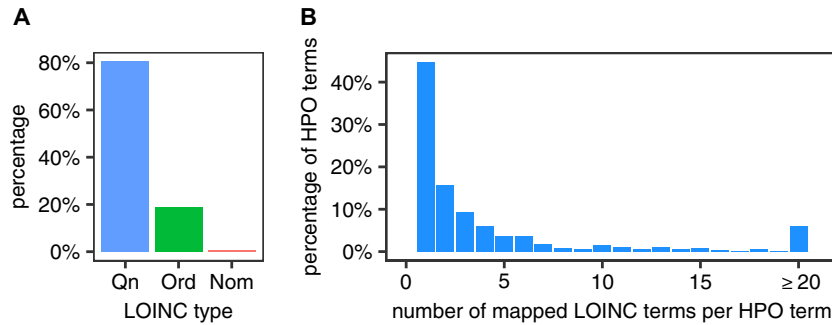 A
percentage
80%
60%
40%
20%
0%
Qn Ord Nom
LOINC type
B
percentage of HPO terms
40%
30%
20%
10%
0%
0 5 10 15 ≥ 20
number of mapped LOINC terms per HPO term